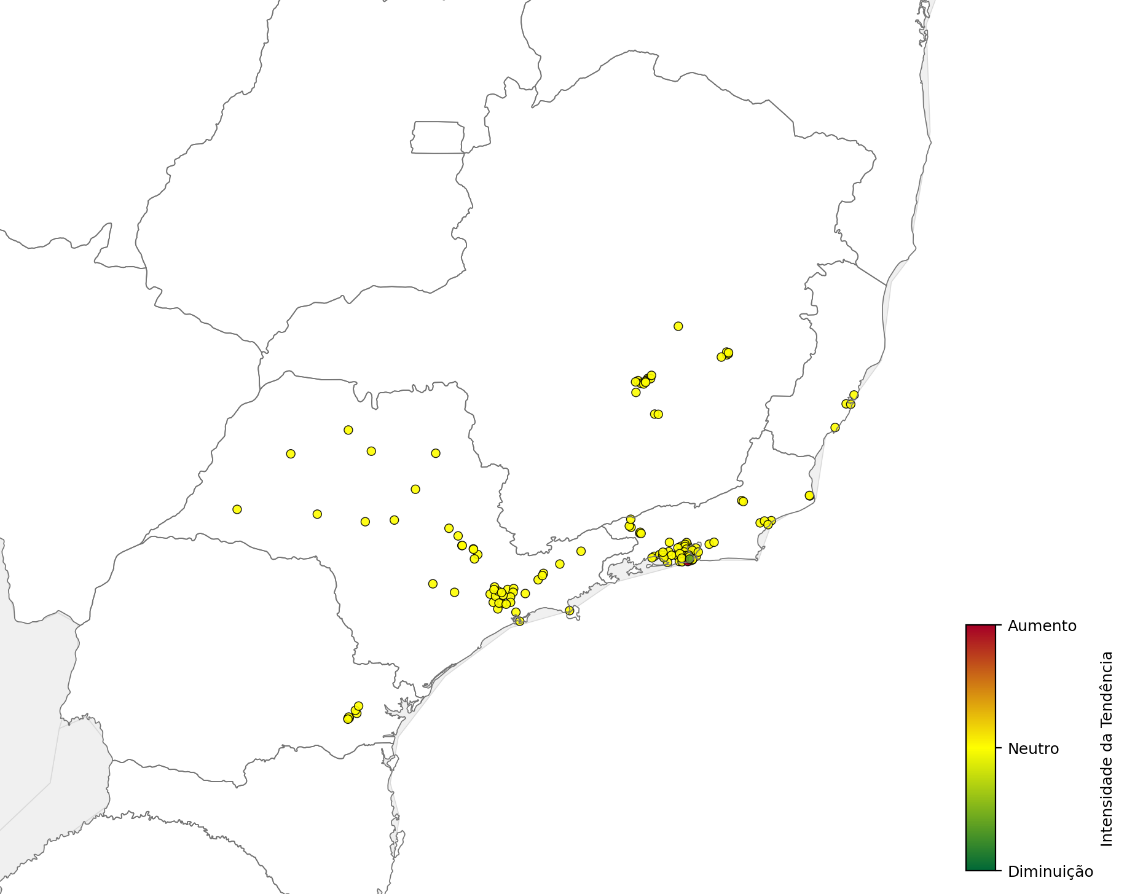 Aumento
Neutro
Diminuição
Intensidade da Tendência